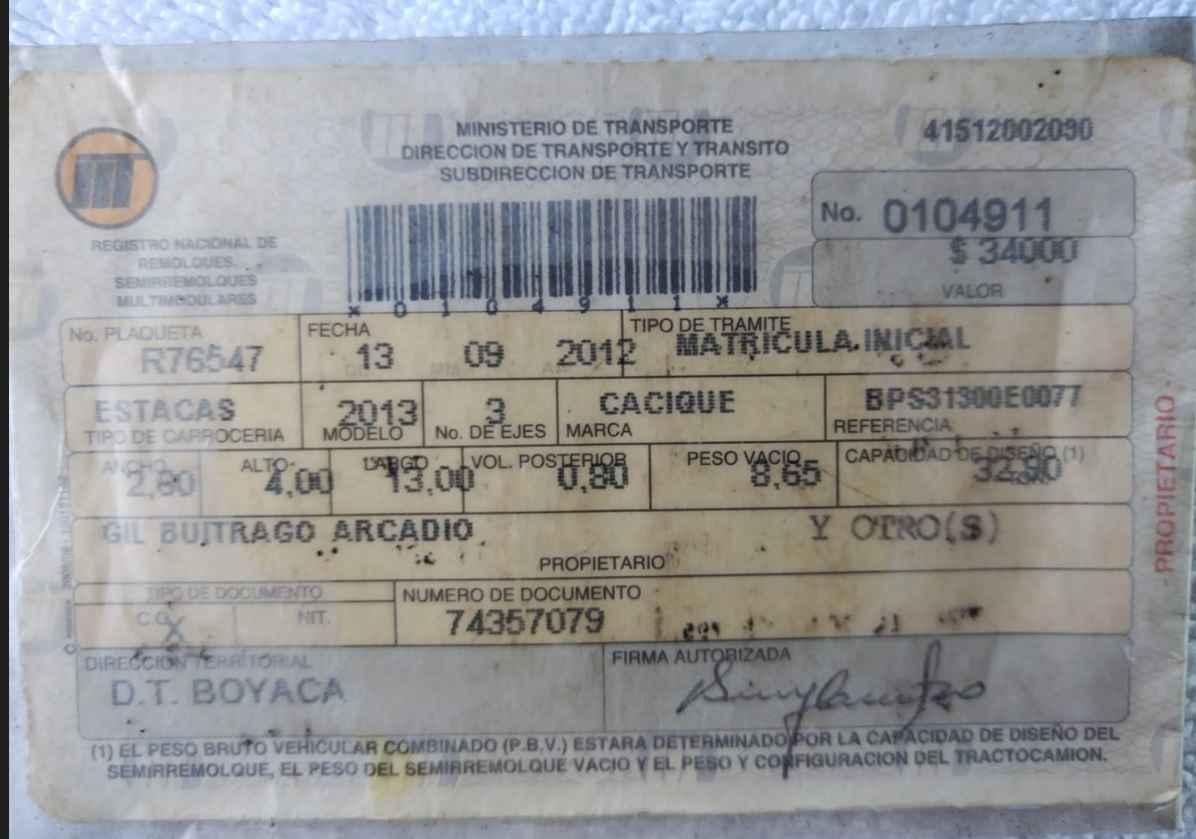 MINISTERIO DE TRANSPORTE
DIRECCION DE TRANSPORTE Y TRANSITO
SUBDIRECCION DE TRANSPORTE
41512002090
REGISTRO NACIONAL DE
REMOLQUES,
SEMIRREMOLQUES
MULTIMODULARES
*0104911*
No. 0104911
$ 34000
VALOR
No. PLAQUETA
R76547
FECHA
13 09 2012
TIPO DE TRAMITE
MATRICULA INICIAL
ESTACAS
TIPO DE CARROCERIA
2013
MODELO
3
No. DE EJES
CACIQUE
MARCA
BPS31300E0077
REFERENCIA
ANCHO
2,80
ALTO
4,00
LARGO
13,00
VOL. POSTERIOR
0,80
PESO VACIO
8,65
CAPACIDAD DE DISEÑO (1)
GIL BUITRAGO ARCADIO Y OTRO(S)
PROPIETARIO
TIPO DE DOCUMENTO
C.C. X NIT.
NUMERO DE DOCUMENTO
74357079
DIRECCION TERRITORIAL
D.T. BOYACA
FIRMA AUTORIZADA
(1) EL PESO BRUTO VEHICULAR COMBINADO (P.B.V.) ESTARA DETERMINADO POR LA CAPACIDAD DE DISEÑO DEL
SEMIRREMOLQUE, EL PESO DEL SEMIRREMOLQUE VACIO Y EL PESO Y CONFIGURACION DEL TRACTOCAMION.
- PROPIETARIO -